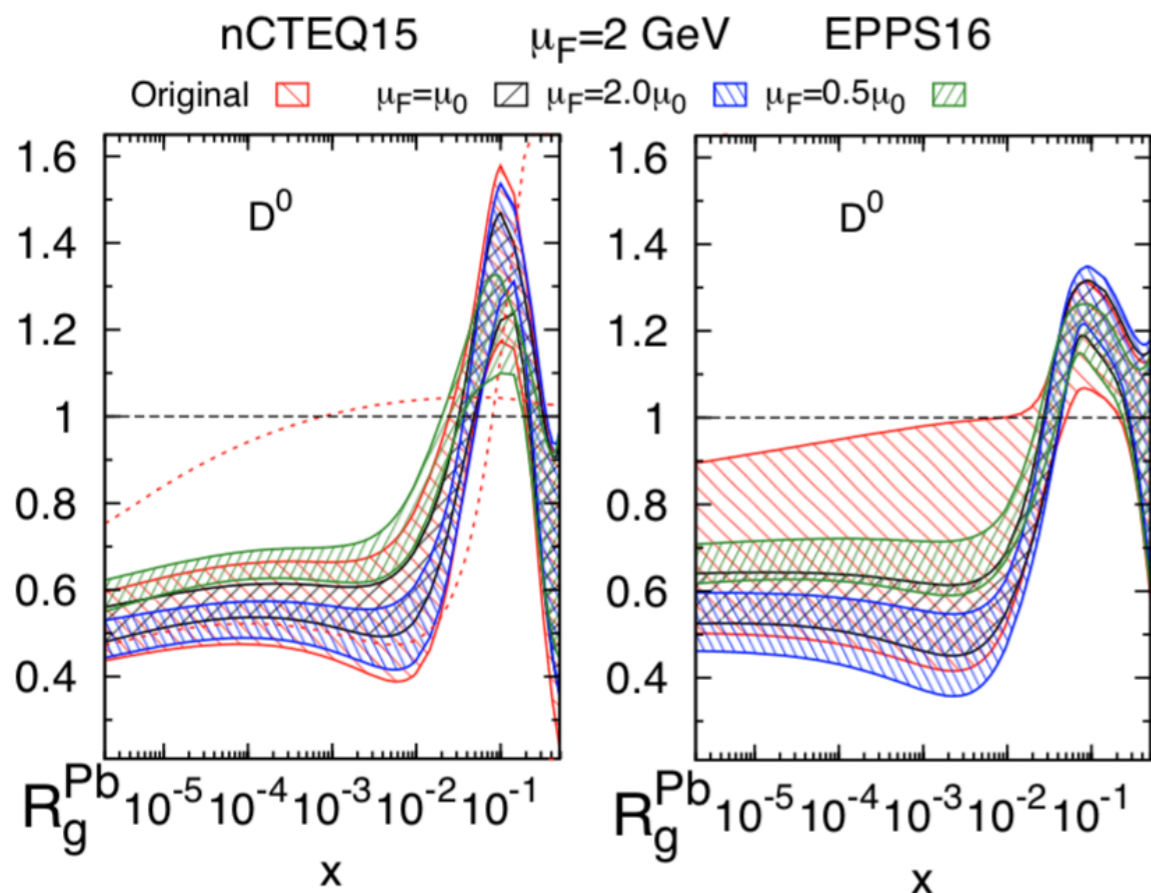 nCTEQ15 μF=2 GeV EPPS16
Original μF=μ0 μF=2.0μ0 μF=0.5μ0
1.6
1.4
1.2
1
0.8
0.6
0.4
D0
RgPb
10-5 10-4 10-3 10-2 10-1
x
1.6
1.4
1.2
1
0.8
0.6
0.4
D0
RgPb
10-5 10-4 10-3 10-2 10-1
x